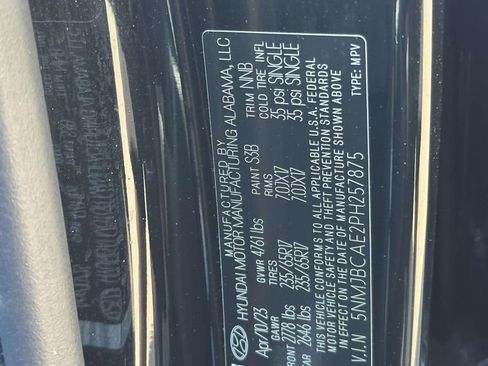 MANUFACTURED BY
HYUNDAI MOTOR MANUFACTURING ALABAMA, LLC
Apr/10/23 GVWR 4761 lbs PAINT S3B TRIM NNB
GAWR TIRES RIMS COLD TIRE INFL
FRONT 2778 lbs 235/65R17 7.0JX17 35 psi SINGLE
REAR 2646 lbs 235/65R17 7.0JX17 35 psi SINGLE
THIS VEHICLE CONFORMS TO ALL APPLICABLE U.S.A. FEDERAL
MOTOR VEHICLE SAFETY AND THEFT PREVENTION STANDARDS
IN EFFECT ON THE DATE OF MANUFACTURE SHOWN ABOVE
V.I.N 5NMJBCAE2PH257875 TYPE: MPV